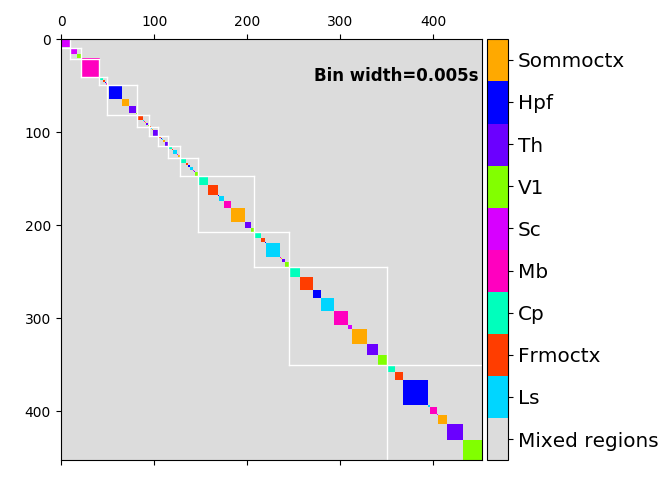 0 100 200 300 400
0
100
200
300
400
Bin width=0.005s
Sommoctx
Hpf
Th
V1
Sc
Mb
Cp
Frmoctx
Ls
Mixed regions